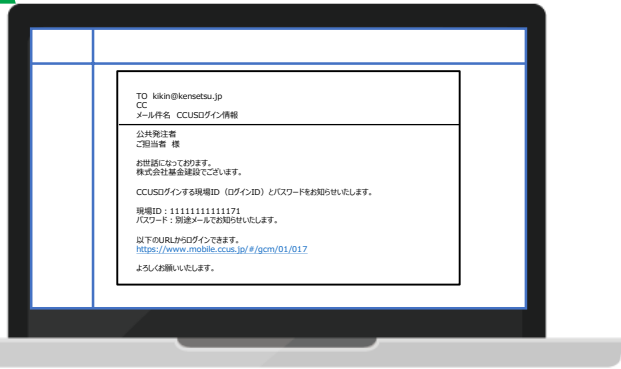 TO kikin@kensetsu.jp
CC
メール件名 CCUSログイン情報
公共発注者
ご担当者 様
お世話になっております。
株式会社基金建設でございます。
CCUSログインする現場ID（ログインID）とパスワードをお知らせいたします。
現場ID：11111111111171
パスワード：別途メールでお知らせいたします。
以下のURLからログインできます。
https://www.mobile.ccus.jp/#/gcm/01/017
よろしくお願いいたします。